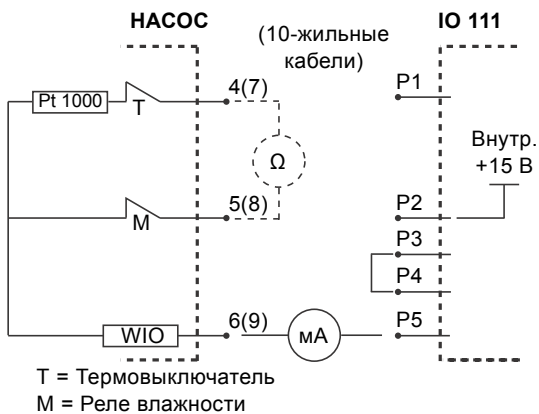 НАСОС
IO 111
(10-жильные
кабели)
Pt 1000
T
4(7)
P1
Ω
Внутр.
+15 В
M
5(8)
P2
P3
P4
WIO
6(9)
мА
P5
T = Термовыключатель
M = Реле влажности